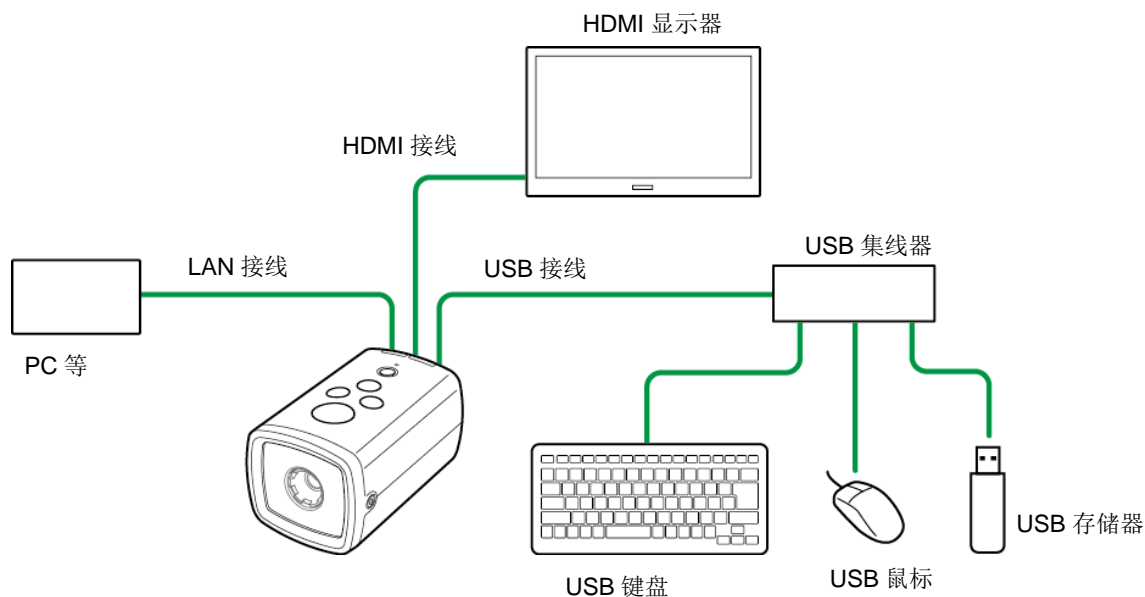 HDMI 显示器
HDMI 接线
USB 集线器
LAN 接线
USB 接线
PC 等
USB 存储器
USB 键盘
USB 鼠标